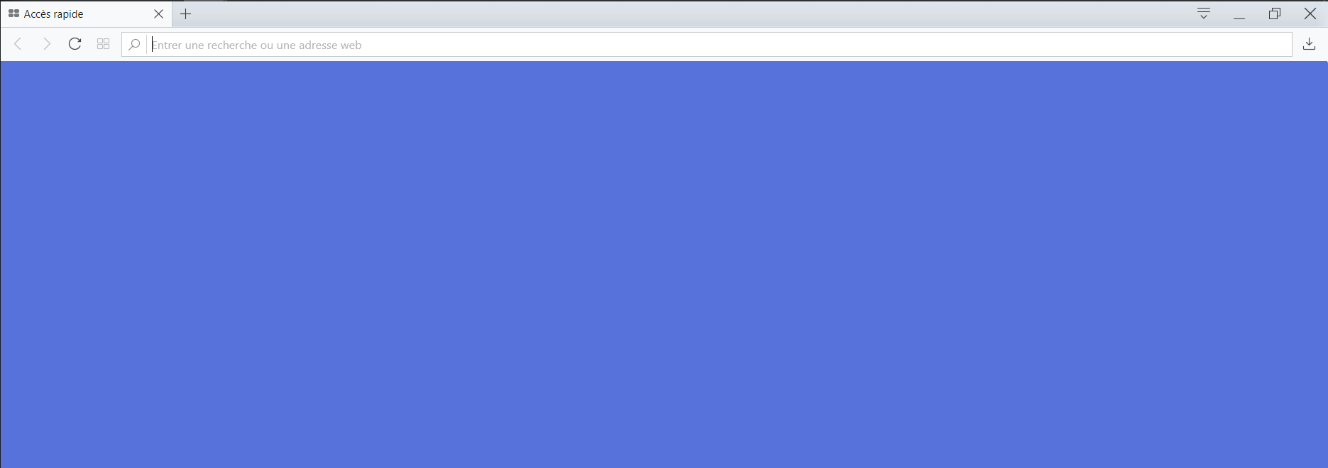 Accès rapide
Entrer une recherche ou une adresse web